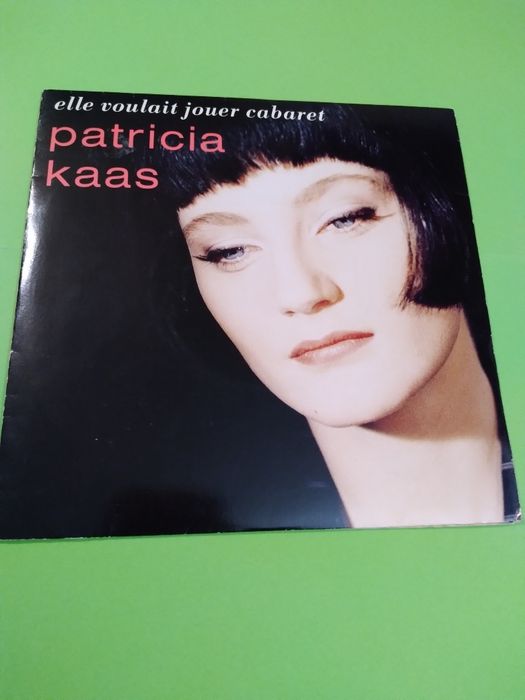 elle voulait jouer cabaret
patricia
kaas